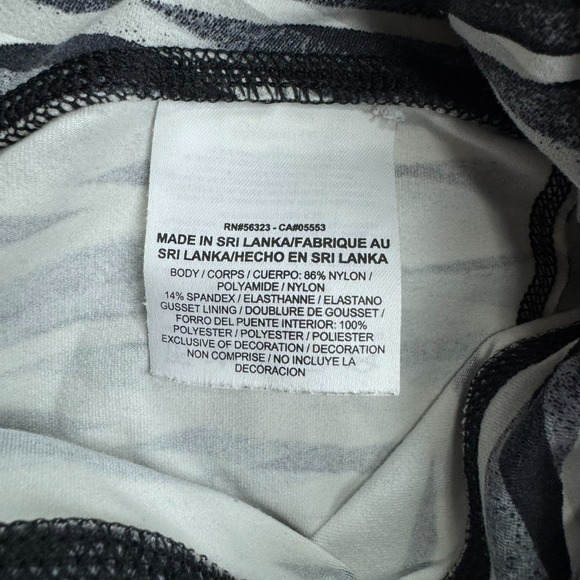 RN#56323 - CA#05553
MADE IN SRI LANKA/FABRIQUE AU
SRI LANKA/HECHO EN SRI LANKA
BODY / CORPS / CUERPO: 86% NYLON /
POLYAMIDE / NYLON
14% SPANDEX / ELASTHANNE / ELASTANO
GUSSET LINING / DOUBLURE DE GOUSSET /
FORRO DEL PUENTE INTERIOR: 100%
POLYESTER / POLYESTER / POLIESTER
EXCLUSIVE OF DECORATION / DECORATION
NON COMPRISE / NO INCLUYE LA
DECORACION